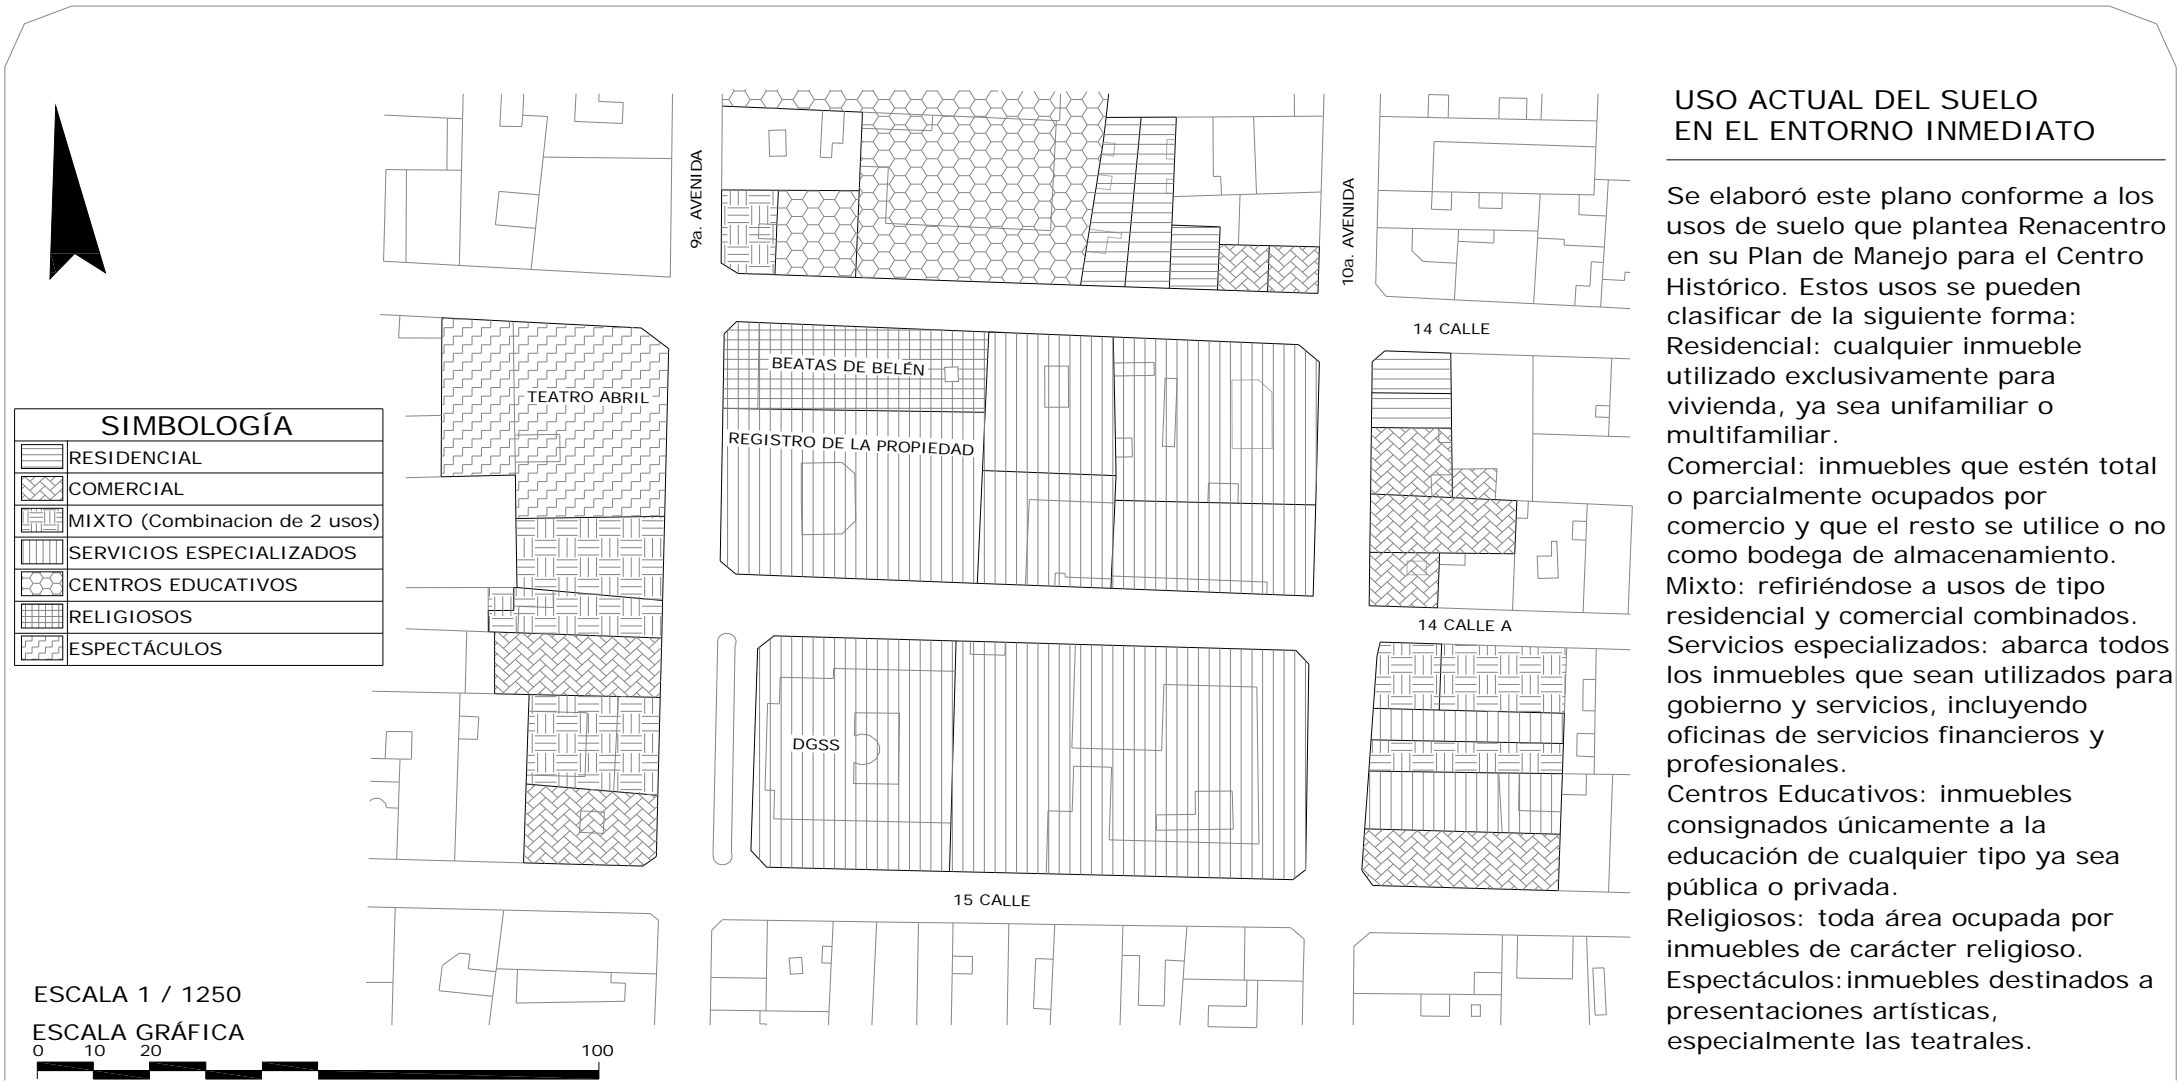 USO ACTUAL DEL SUELO
EN EL ENTORNO INMEDIATO
Se elaboró este plano conforme a los
usos de suelo que plantea Renacentro
en su Plan de Manejo para el Centro
Histórico. Estos usos se pueden
clasificar de la siguiente forma:
Residencial: cualquier inmueble
utilizado exclusivamente para
vivienda, ya sea unifamiliar o
multifamiliar.
Comercial: inmuebles que estén total
o parcialmente ocupados por
comercio y que el resto se utilice o no
como bodega de almacenamiento.
Mixto: refiriéndose a usos de tipo
residencial y comercial combinados.
Servicios especializados: abarca todos
los inmuebles que sean utilizados para
gobierno y servicios, incluyendo
oficinas de servicios financieros y
profesionales.
Centros Educativos: inmuebles
consignados únicamente a la
educación de cualquier tipo ya sea
pública o privada.
Religiosos: toda área ocupada por
inmuebles de carácter religioso.
Espectáculos: inmuebles destinados a
presentaciones artísticas,
especialmente las teatrales.
9a. AVENIDA
10a. AVENIDA
14 CALLE
BEATAS DE BELÉN
TEATRO ABRIL
REGISTRO DE LA PROPIEDAD
14 CALLE A
DGSS
15 CALLE
SIMBOLOGÍA
RESIDENCIAL
COMERCIAL
MIXTO (Combinacion de 2 usos)
SERVICIOS ESPECIALIZADOS
CENTROS EDUCATIVOS
RELIGIOSOS
ESPECTÁCULOS
ESCALA 1 / 1250
ESCALA GRÁFICA
0 10 20 100